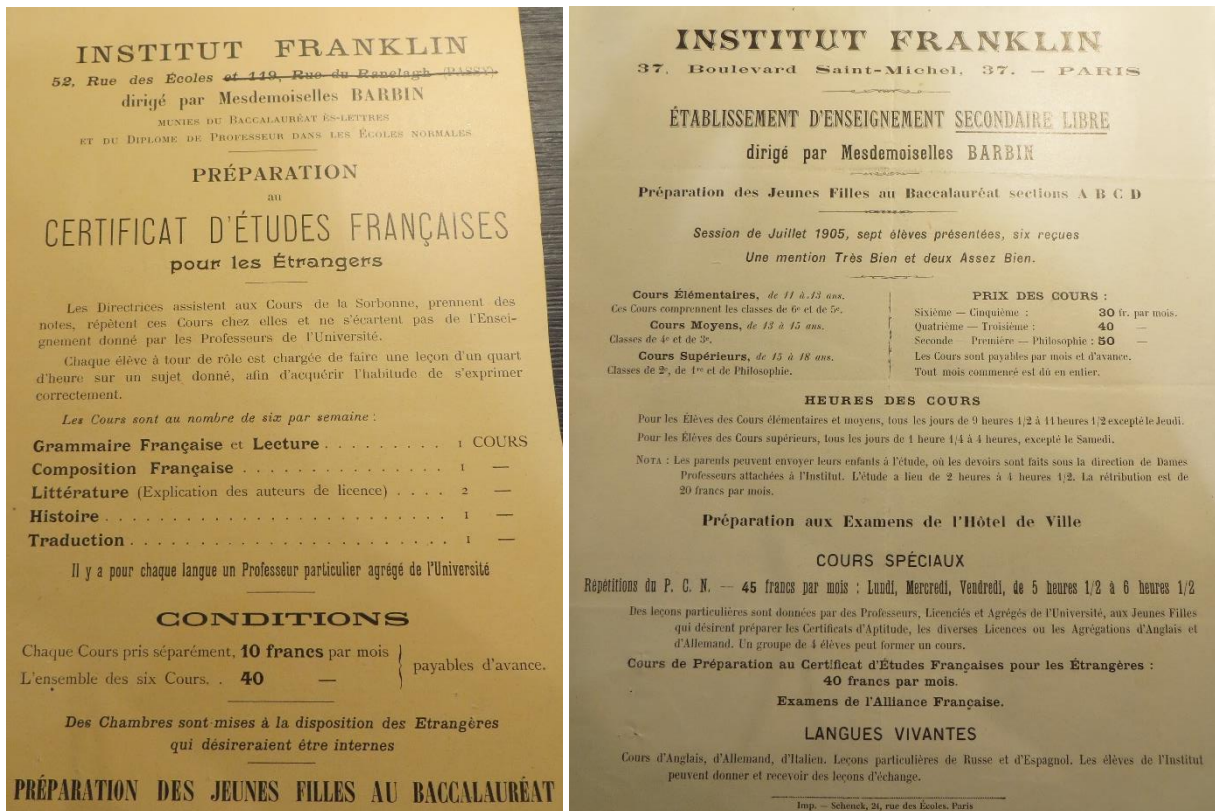 INSTITUT FRANKLIN
52, Rue des Écoles et 119, Rue du Ranelagh (PASSY)
dirigé par Mesdemoiselles BARBIN
MUNIES DU BACCALAURÉAT ÈS-LETTRES
ET DU DIPLOME DE PROFESSEUR DANS LES ÉCOLES NORMALES
PRÉPARATION
au
CERTIFICAT D'ÉTUDES FRANÇAISES
pour les Étrangers
Les Directrices assistent aux Cours de la Sorbonne, prennent des
notes, répètent ces Cours chez elles et ne s'écartent pas de l'Ensei-
gnement donné par les Professeurs de l'Université.
Chaque élève à tour de rôle est chargée de faire une leçon d'un quart
d'heure sur un sujet donné, afin d'acquérir l'habitude de s'exprimer
correctement.
Les Cours sont au nombre de six par semaine :
Grammaire Française et Lecture . . . . . . . . . 1 COURS
Composition Française . . . . . . . . . . . . . . 1 —
Littérature (Explication des auteurs de licence) . . . . 2 —
Histoire . . . . . . . . . . . . . . . . . . . . . . . 1 —
Traduction . . . . . . . . . . . . . . . . . . . . . . 1 —
Il y a pour chaque langue un Professeur particulier agrégé de l'Université
CONDITIONS
Chaque Cours pris séparément, 10 francs par mois
L'ensemble des six Cours. . 40 —
payables d'avance.
Des Chambres sont mises à la disposition des Etrangères
qui désireraient être internes
PRÉPARATION DES JEUNES FILLES AU BACCALAURÉAT
INSTITUT FRANKLIN
37, Boulevard Saint-Michel, 37. — PARIS
ÉTABLISSEMENT D'ENSEIGNEMENT SECONDAIRE LIBRE
dirigé par Mesdemoiselles BARBIN
Préparation des Jeunes Filles au Baccalauréat sections A B C D
Session de Juillet 1905, sept élèves présentées, six reçues
Une mention Très Bien et deux Assez Bien.
Cours Élémentaires, de 11 à 13 ans.
Ces Cours comprennent les classes de 6e et de 5e.
Cours Moyens, de 13 à 15 ans.
Classes de 4e et de 3e.
Cours Supérieurs, de 15 à 18 ans.
Classes de 2e, de 1re et de Philosophie.
PRIX DES COURS :
Sixième — Cinquième : 30 fr. par mois.
Quatrième — Troisième : 40 —
Seconde — Première — Philosophie : 50 —
Les Cours sont payables par mois et d'avance.
Tout mois commencé est dû en entier.
HEURES DES COURS
Pour les Élèves des Cours élémentaires et moyens, tous les jours de 9 heures 1/2 à 11 heures 1/2 excepté le Jeudi.
Pour les Élèves des Cours supérieurs, tous les jours de 1 heure 1/4 à 4 heures, excepté le Samedi.
NOTA : Les parents peuvent envoyer leurs enfants à l'étude, où les devoirs sont faits sous la direction de Dames
Professeurs attachées à l'Institut. L'étude a lieu de 2 heures à 4 heures 1/2. La rétribution est de
20 francs par mois.
Préparation aux Examens de l'Hôtel de Ville
COURS SPÉCIAUX
Répétitions du P. C. N. — 45 francs par mois : Lundi, Mercredi, Vendredi, de 5 heures 1/2 à 6 heures 1/2
Des leçons particulières sont données par des Professeurs, Licenciés et Agrégés de l'Université, aux Jeunes Filles
qui désirent préparer les Certificats d'Aptitude, les diverses Licences ou les Agrégations d'Anglais et
d'Allemand. Un groupe de 4 élèves peut former un cours.
Cours de Préparation au Certificat d'Études Françaises pour les Étrangères :
40 francs par mois.
Examens de l'Alliance Française.
LANGUES VIVANTES
Cours d'Anglais, d'Allemand, d'Italien. Leçons particulières de Russe et d'Espagnol. Les élèves de l'Institut
peuvent donner et recevoir des leçons d'échange.
Imp. — Schenck, 24, rue des Écoles, Paris